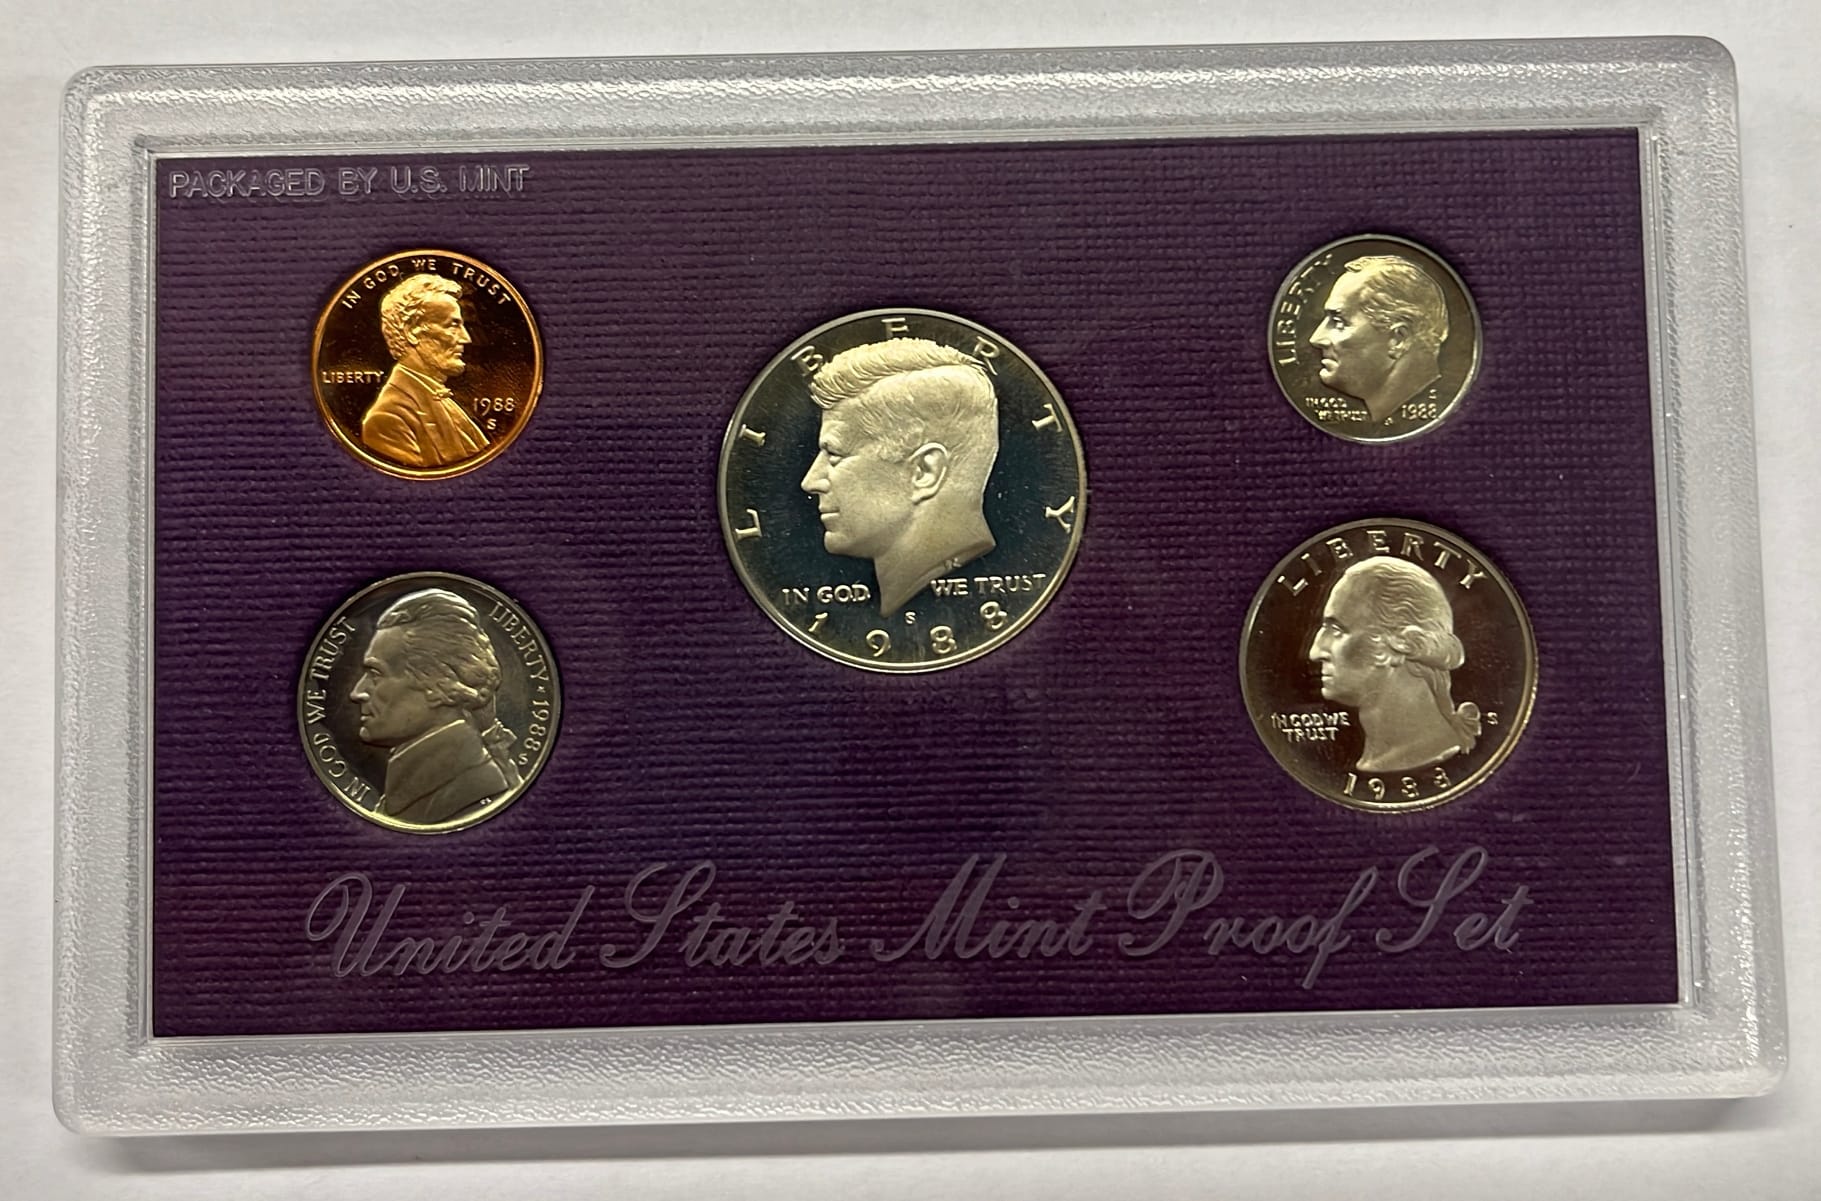 PACKAGED BY U.S. MINT
IN GOD WE TRUST
LIBERTY
1988
S
LIBERTY
IN GOD WE TRUST
S
1988
LIBERTY
IN GOD
WE TRUST
S
1988
IN GOD WE TRUST
LIBERTY * 1988
S
LIBERTY
IN GOD WE
TRUST
S
1988
United States Mint Proof Set